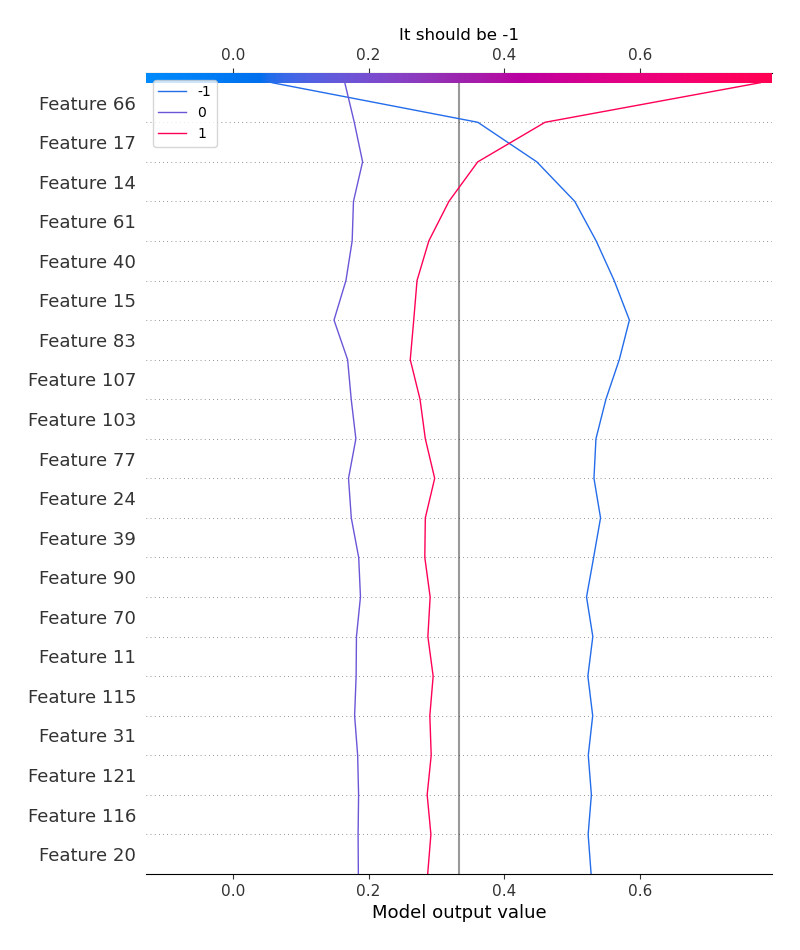 It should be -1
0.0 0.2 0.4 0.6
-1
0
1
Feature 66
Feature 17
Feature 14
Feature 61
Feature 40
Feature 15
Feature 83
Feature 107
Feature 103
Feature 77
Feature 24
Feature 39
Feature 90
Feature 70
Feature 11
Feature 115
Feature 31
Feature 121
Feature 116
Feature 20
0.0 0.2 0.4 0.6
Model output value